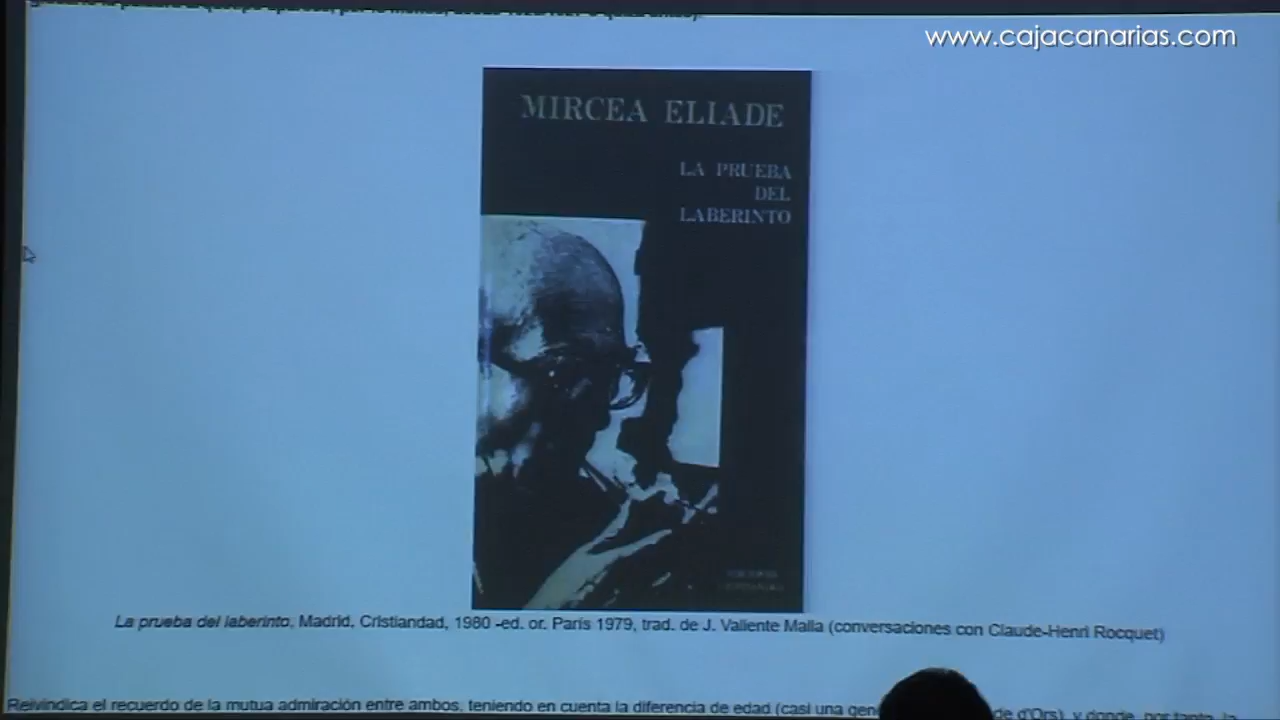 www.cajacanarias.com
MIRCEA ELIADE
LA PRUEBA
DEL
LABERINTO
La prueba del laberinto, Madrid, Cristiandad, 1980 -ed. or. París 1979, trad. de J. Valiente Malla (conversaciones con Claude-Henri Rocquet)
Reivindica el recuerdo de la mutua admiración entre ambos, teniendo en cuenta la diferencia de edad (casi una de d'Ors), y donde, por tanto, la